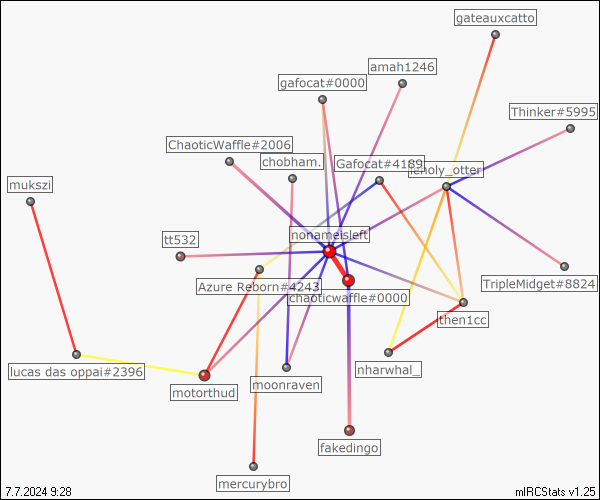 gateauxcatto
amah1246
gafocat#0000
Thinker#5995
ChaoticWaffle#2006
chobham.
Gafocat#4189
icholy_otter
mukszi
nonameisleft
tt532
TripleMidget#8824
Azure Reborn#4243
chaoticwaffle#0000
then1cc
lucas das oppai#2396
nharwhal_
moonraven
motorthud
fakedingo
mercurybro
7.7.2024 9:28
mIRCStats v1.25